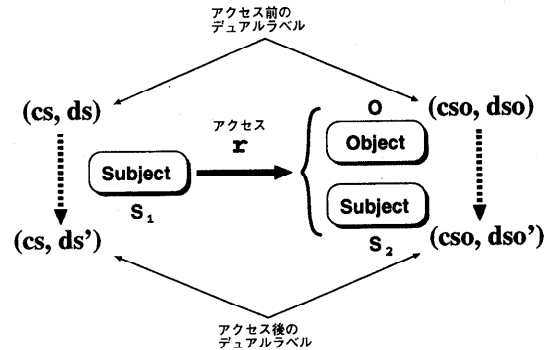 アクセス前の
デュアルラベル
(cs, ds)
O
(cso, dso)
アクセス
r
Object
Subject
S₁
Subject
S₂
(cs, ds’)
(cso, dso’)
アクセス後の
デュアルラベル